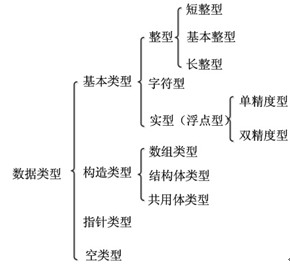 短整型
整型
基本整型
长整型
基本类型
字符型
单精度型
实型（浮点型）
双精度型
数组类型
数据类型
构造类型
结构体类型
共用体类型
指针类型
空类型